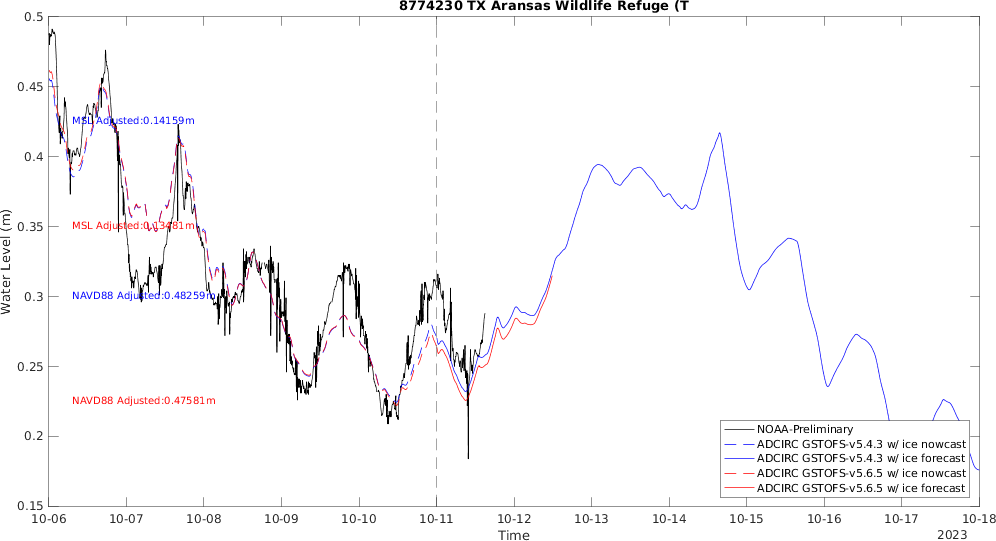 8774230 TX Aransas Wildlife Refuge (T
0.5
0.45
0.4
0.35
0.3
0.25
0.2
0.15
Water Level (m)
MSL Adjusted:0.14159m
MSL Adjusted:0.13481m
NAVD88 Adjusted:0.48259m
NAVD88 Adjusted:0.47581m
NOAA-Preliminary
ADCIRC GSTOFS-v5.4.3 w/ ice nowcast
ADCIRC GSTOFS-v5.4.3 w/ ice forecast
ADCIRC GSTOFS-v5.6.5 w/ ice nowcast
ADCIRC GSTOFS-v5.6.5 w/ ice forecast
10-06 10-07 10-08 10-09 10-10 10-11 10-12 10-13 10-14 10-15 10-16 10-17 10-18
Time
2023